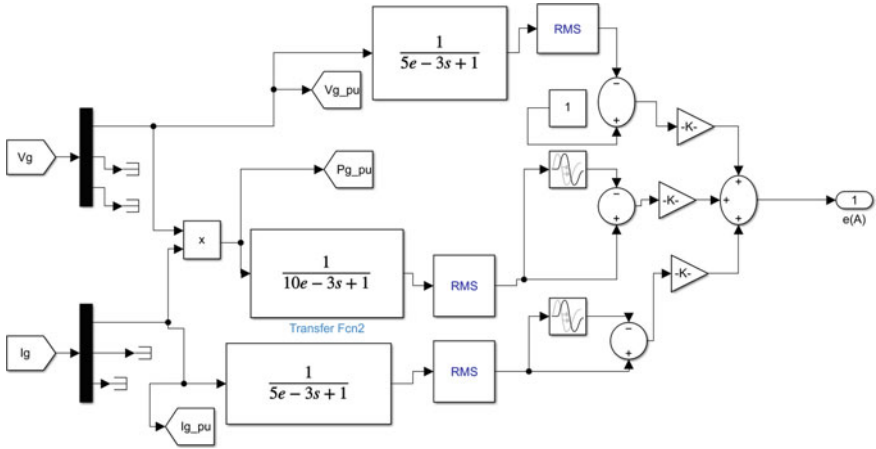 1
5e − 3s + 1
RMS
Vg_pu
1
−
+
-K-
Vg
Pg_pu
−
+
-K-
+
+
+
1
e(A)
x
1
10e − 3s + 1
RMS
Transfer Fcn2
-K-
Ig
−
+
1
5e − 3s + 1
RMS
Ig_pu